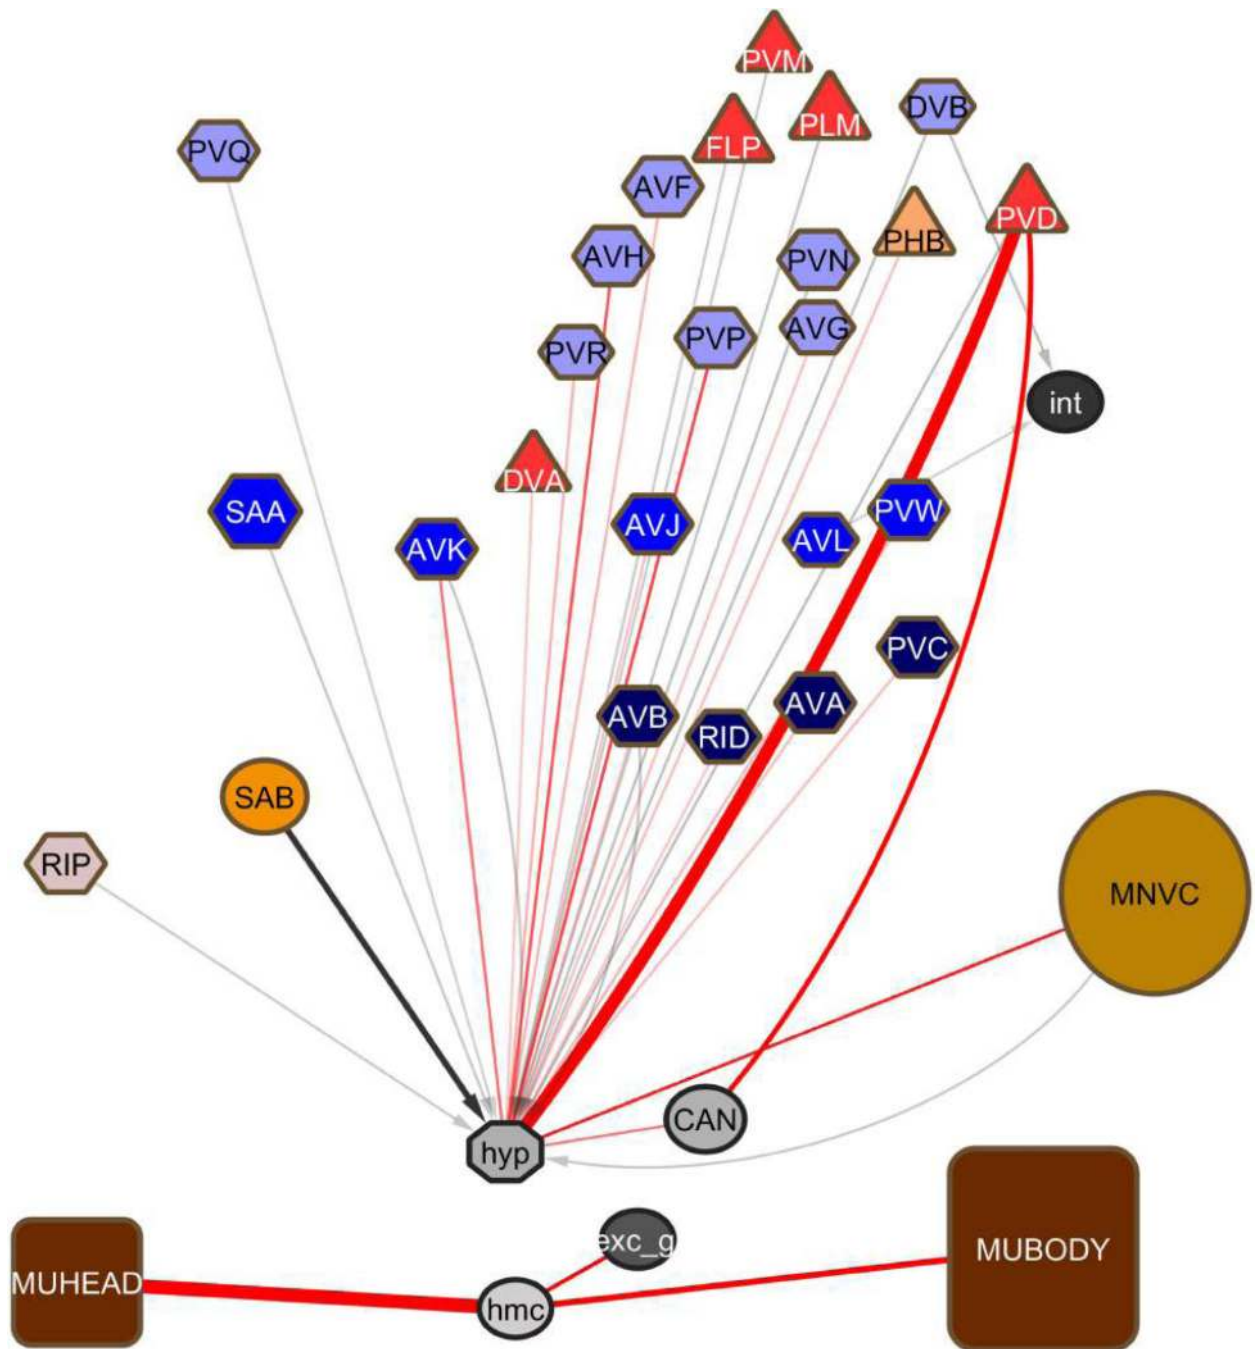 PVM
PLM
DVB
FLP
PVQ
AVF
PVD
PHB
AVH
PVN
AVG
PVP
PVR
int
DVA
SAA
AVJ
PVW
AVL
AVK
PVC
AVA
AVB
RID
SAB
RIP
MNVC
CAN
hyp
exc_g
MUBODY
MUHEAD
hmc